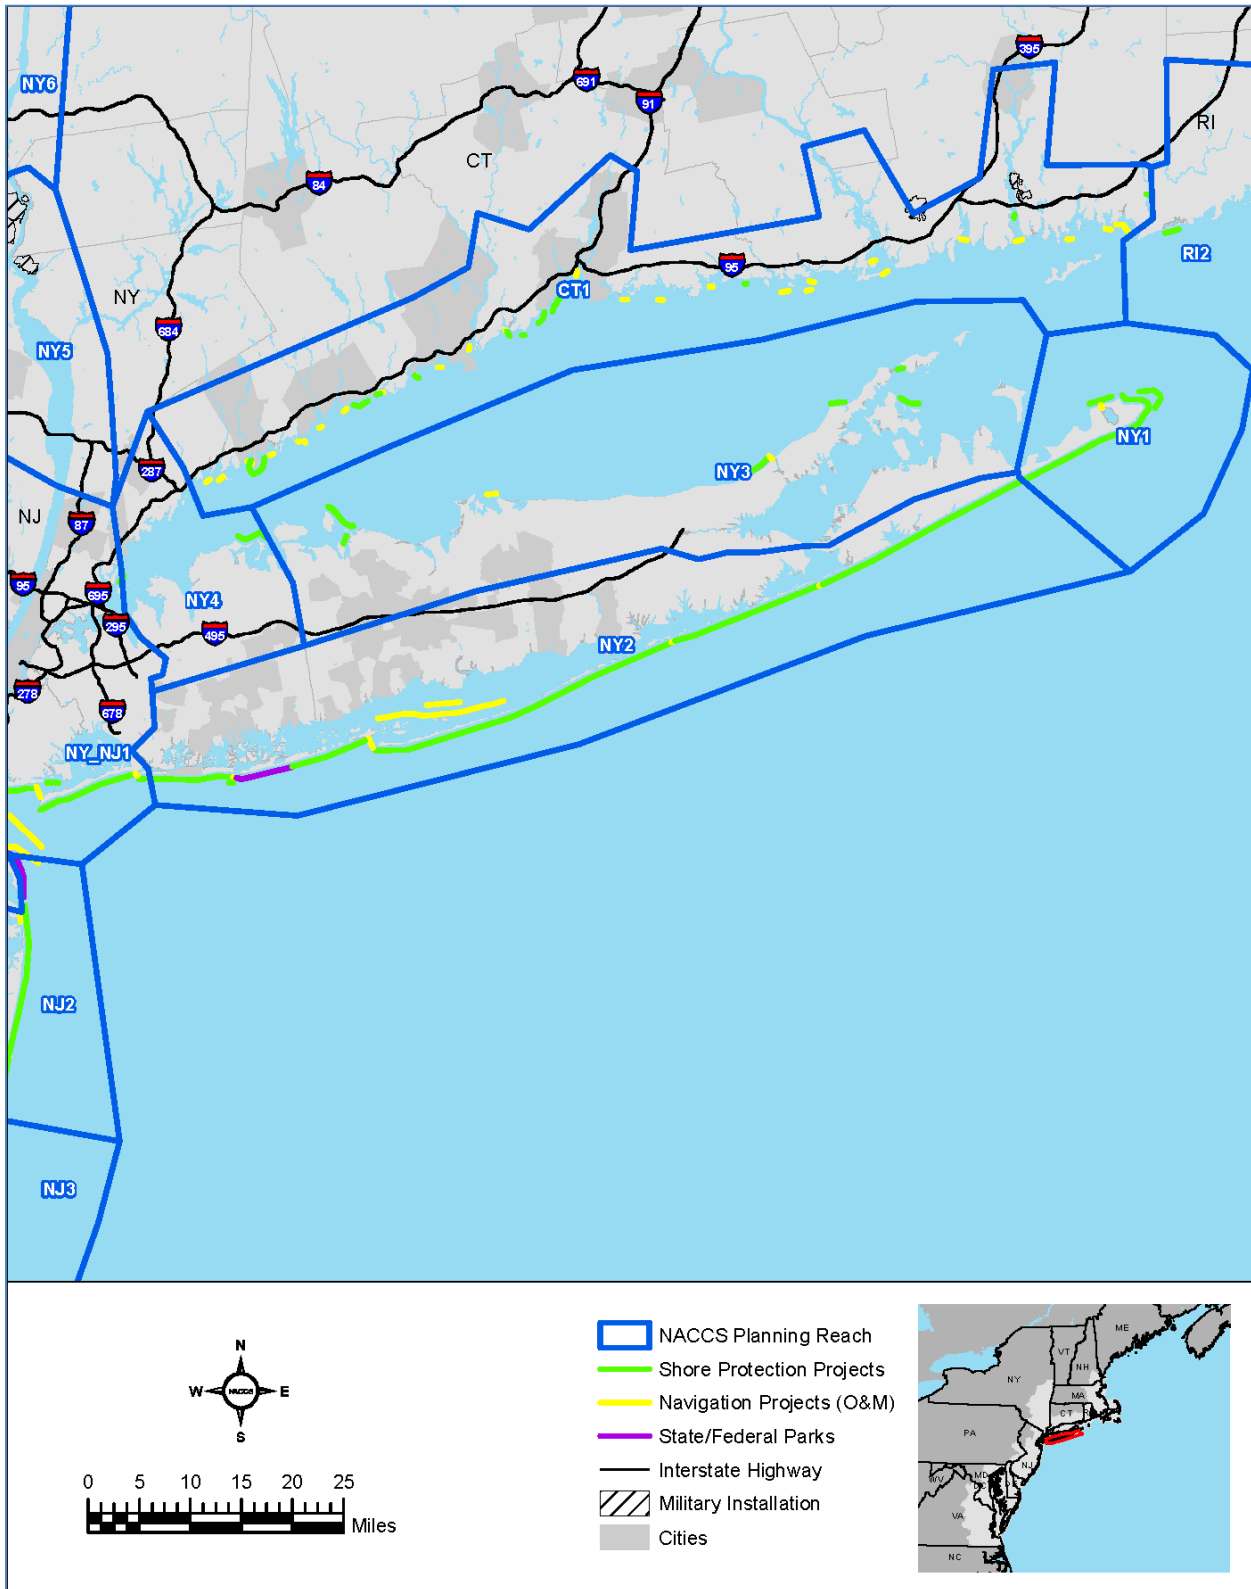 395
691
NY6
91
RI
CT
84
RI2
95
CT1
NY
684
NY5
NY1
287
NY3
NJ
87
95
695
NY4
295
495
NY2
278
678
NY_NJ1
NJ2
NJ3
N
W NACCS E
S
0 5 10 15 20 25
Miles
NACCS Planning Reach
Shore Protection Projects
Navigation Projects (O&M)
State/Federal Parks
Interstate Highway
Military Installation
Cities
ME
VT
NH
NY
MA
CT
PA
NJ
MD
WV
VA
NC